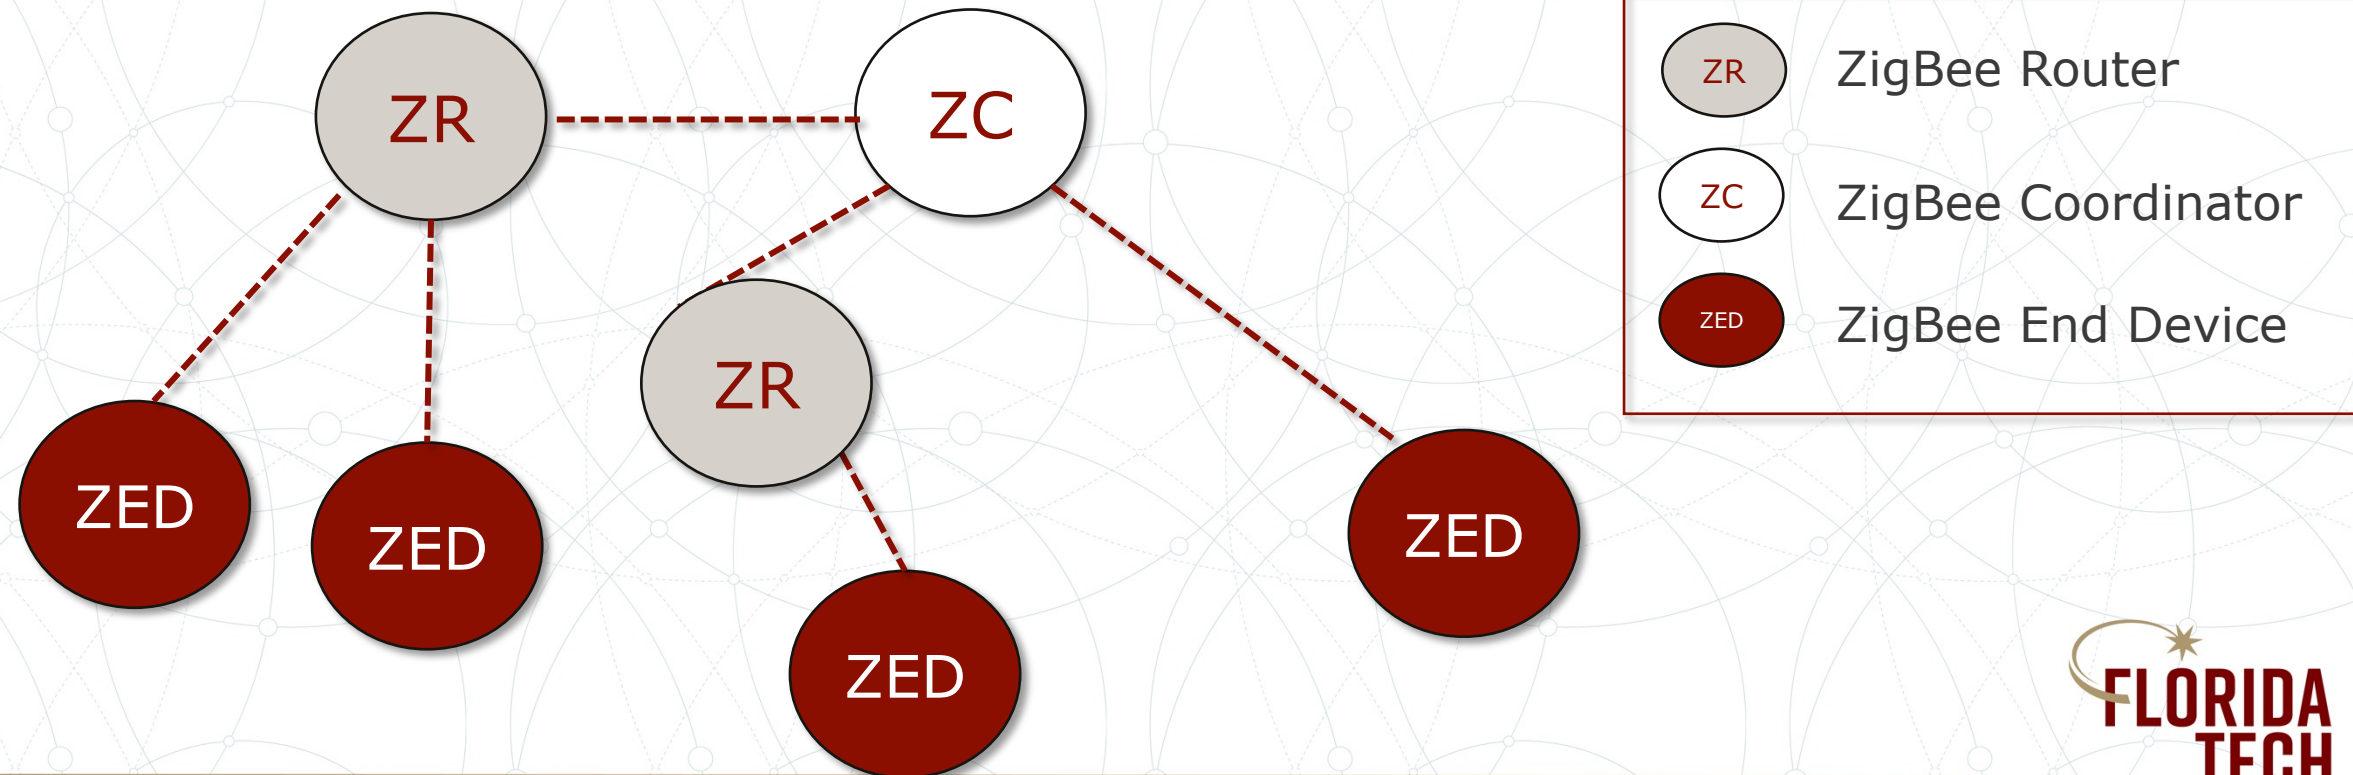 ZR
ZC
ZR
ZED
ZED
ZED
ZED
ZR ZigBee Router
ZC ZigBee Coordinator
ZED ZigBee End Device
FLORIDA
TECH